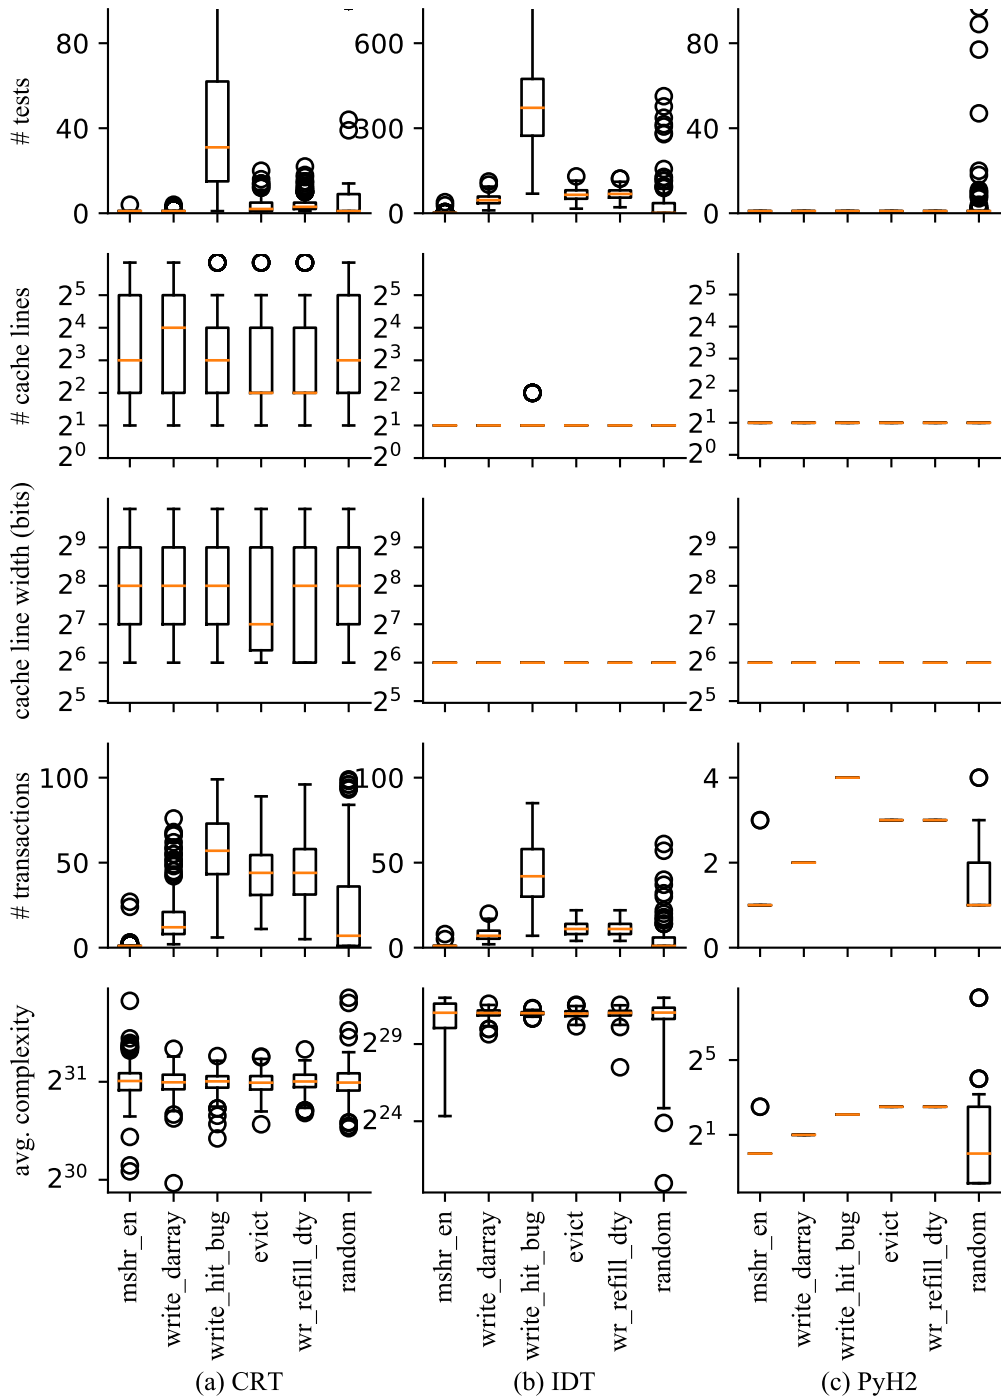 # tests
80
40
0
600
300
0
80
40
0
# cache lines
2^5
2^4
2^3
2^2
2^1
2^0
2^5
2^4
2^3
2^2
2^1
2^0
2^5
2^4
2^3
2^2
2^1
2^0
cache line width (bits)
2^9
2^8
2^7
2^6
2^5
2^9
2^8
2^7
2^6
2^5
2^9
2^8
2^7
2^6
2^5
# transactions
100
50
0
100
50
0
4
2
0
avg. complexity
2^31
2^30
2^29
2^24
2^5
2^1
mshr_en
write_darray
write_hit_bug
evict
wr_refill_dty
random
mshr_en
write_darray
write_hit_bug
evict
wr_refill_dty
random
mshr_en
write_darray
write_hit_bug
evict
wr_refill_dty
random
(a) CRT
(b) IDT
(c) PyH2